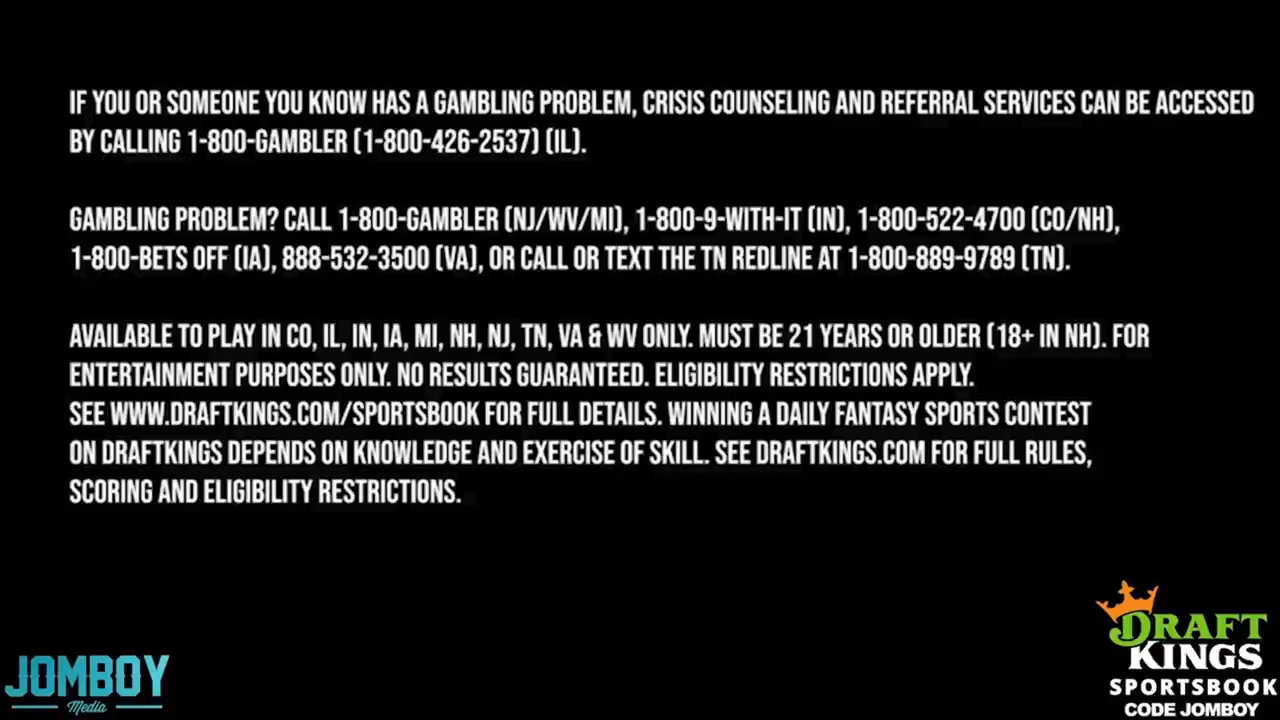 IF YOU OR SOMEONE YOU KNOW HAS A GAMBLING PROBLEM, CRISIS COUNSELING AND REFERRAL SERVICES CAN BE ACCESSED
BY CALLING 1-800-GAMBLER (1-800-426-2537) (IL).
GAMBLING PROBLEM? CALL 1-800-GAMBLER (NJ/WV/MI), 1-800-9-WITH-IT (IN), 1-800-522-4700 (CO/NH),
1-800-BETS OFF (IA), 888-532-3500 (VA), OR CALL OR TEXT THE TN REDLINE AT 1-800-889-9789 (TN).
AVAILABLE TO PLAY IN CO, IL, IN, IA, MI, NH, NJ, TN, VA & WV ONLY. MUST BE 21 YEARS OR OLDER (18+ IN NH). FOR
ENTERTAINMENT PURPOSES ONLY. NO RESULTS GUARANTEED. ELIGIBILITY RESTRICTIONS APPLY.
SEE WWW.DRAFTKINGS.COM/SPORTSBOOK FOR FULL DETAILS. WINNING A DAILY FANTASY SPORTS CONTEST
ON DRAFTKINGS DEPENDS ON KNOWLEDGE AND EXERCISE OF SKILL. SEE DRAFTKINGS.COM FOR FULL RULES,
SCORING AND ELIGIBILITY RESTRICTIONS.
JOMBOY
Media
DRAFT
KINGS
SPORTSBOOK
CODE JOMBOY